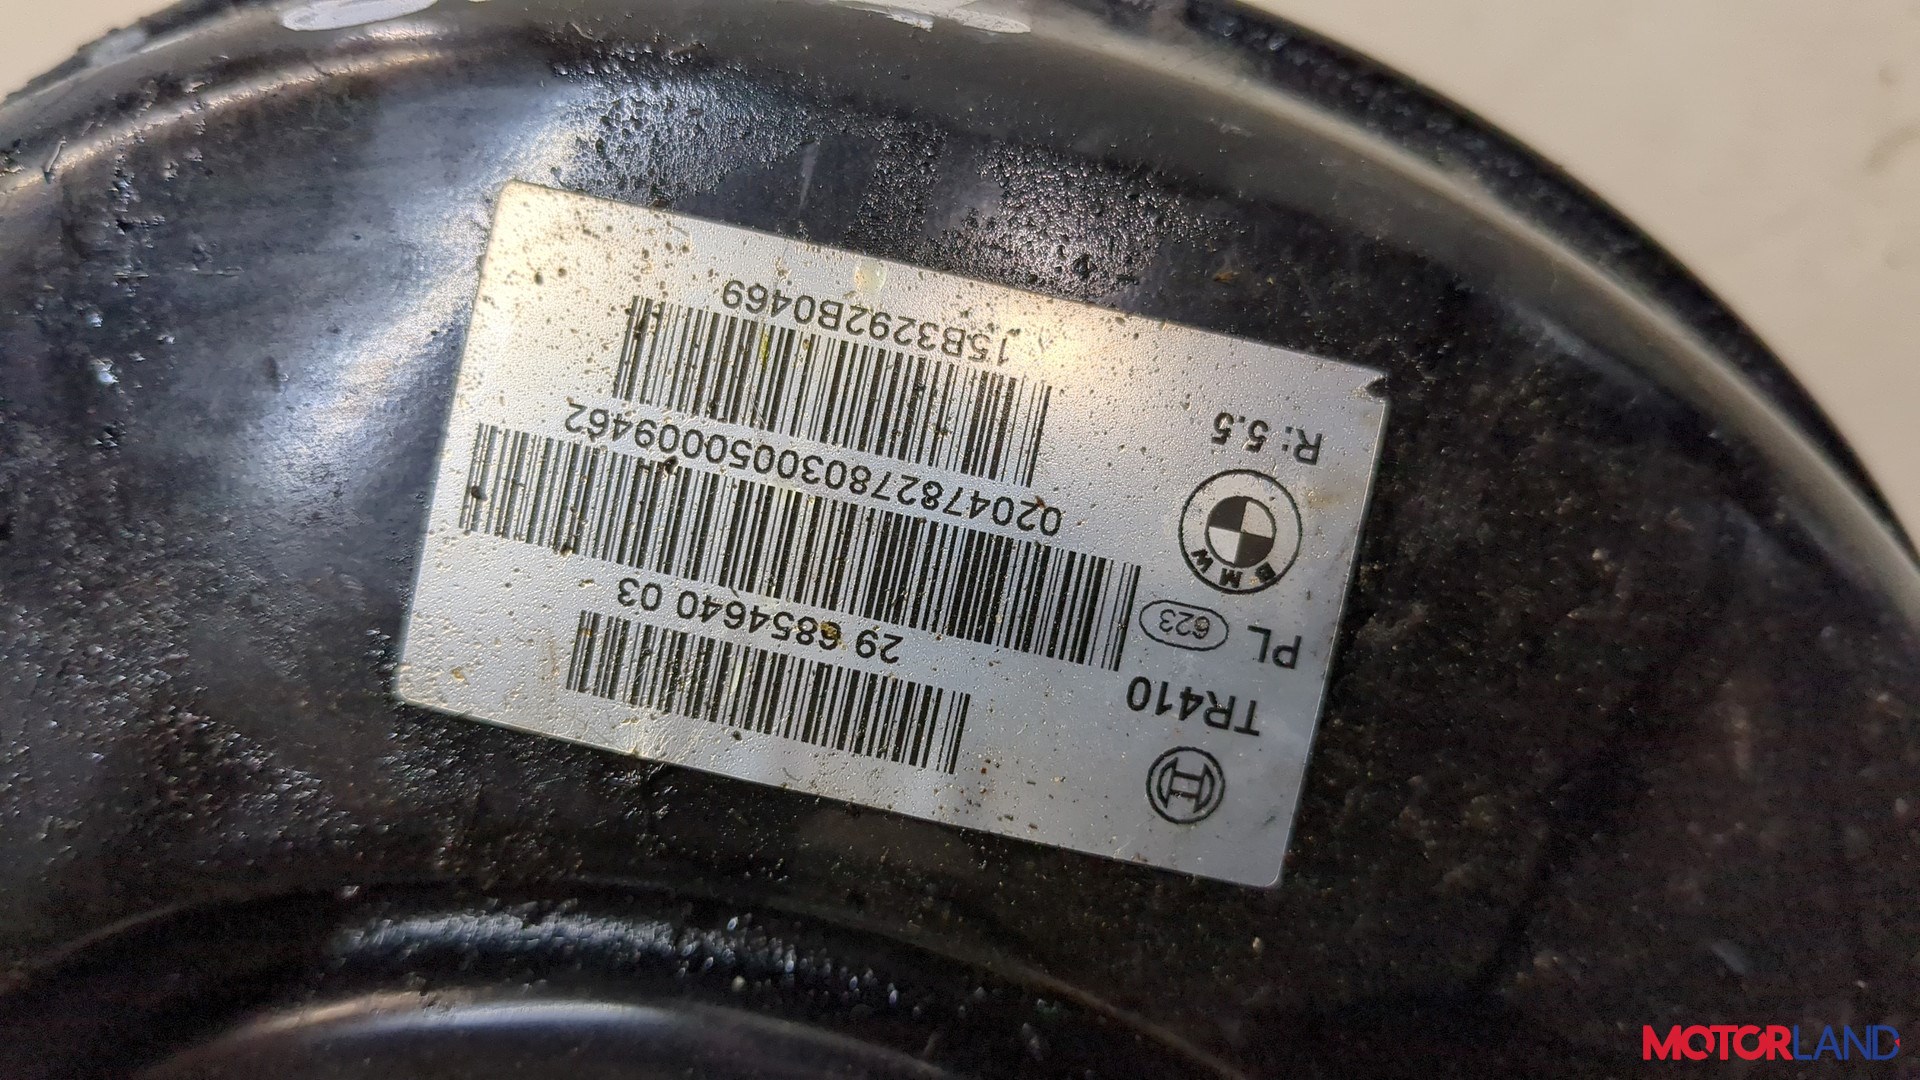 TR410
PL 623
BMW
R: 5.5
29 6854640 03
0204782780300500009462
15B3292B0469
MOTORLAND